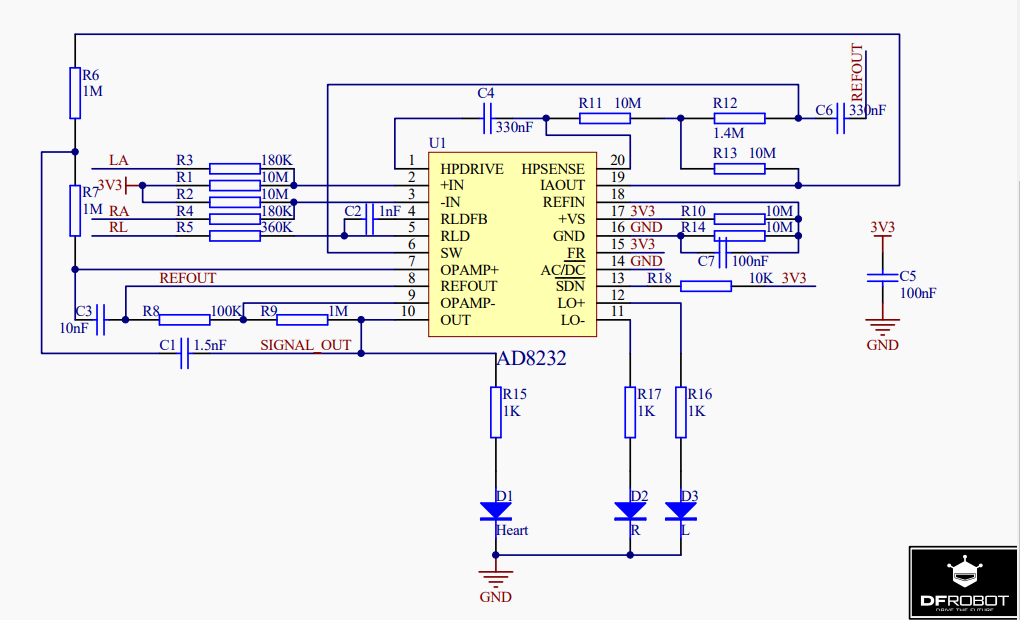 REFOUT
R6
1M
C4
330nF
R11 10M
R12
1.4M
C6 330nF
R13 10M
U1
LA R3 180K
3V3 R1 10M
R2 10M
R7
1M
RA R4 180K
RL R5 360K
C2 1nF
1 HPDRIVE HPSENSE 20
2 +IN IAOUT 19
3 -IN REFIN 18
4 RLDFB +VS 17 3V3 R10 10M
5 RLD GND 16 GND R14 10M
6 SW FR 15 3V3
7 OPAMP+ AC/DC 14 GND
8 REFOUT SDN 13 R18 10K 3V3
9 OPAMP- LO+ 12
10 OUT LO- 11
C7 100nF
REFOUT
C3
10nF
R8 100K R9 1M
C1 1.5nF SIGNAL_OUT
AD8232
3V3
C5
100nF
GND
R15
1K
R17
1K
R16
1K
D1
Heart
D2
R
D3
L
GND
DFROBOT
DRIVE THE FUTURE